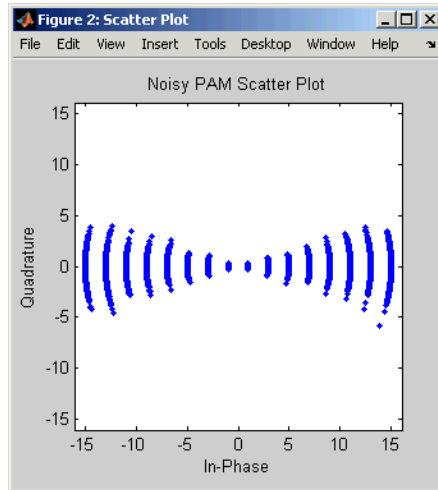 Figure 2: Scatter Plot
File Edit View Insert Tools Desktop Window Help
Noisy PAM Scatter Plot
15
10
5
0
-5
-10
-15
Quadrature
-15 -10 -5 0 5 10 15
In-Phase